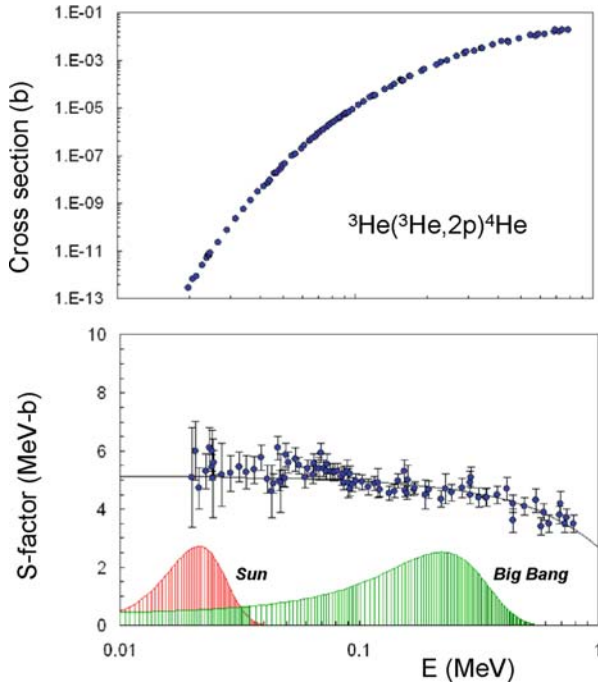 Cross section (b)
1.E-01
1.E-03
1.E-05
1.E-07
1.E-09
1.E-11
1.E-13
³He(³He,2p)⁴He
S-factor (MeV-b)
10
8
6
4
2
0
Sun
Big Bang
0.01
0.1
1
E (MeV)